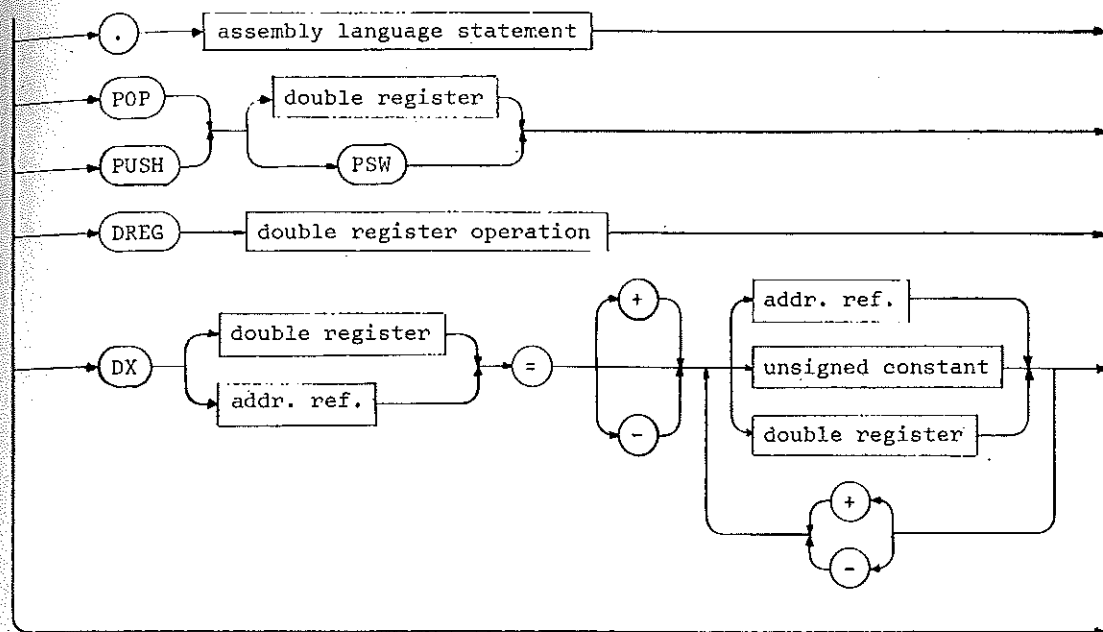 . assembly language statement
POP double register
PUSH PSW
DREG double register operation
+ addr. ref.
double register
DX = unsigned constant
addr. ref.
- double register
+
-